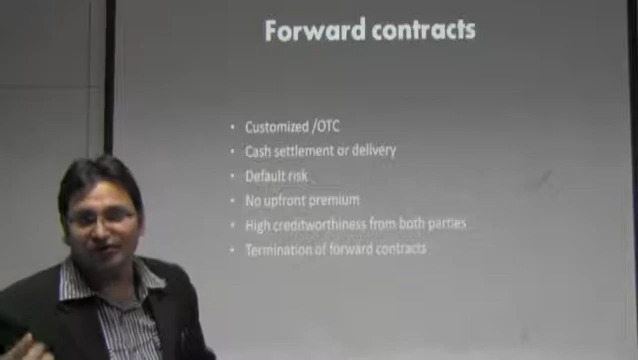 Forward contracts
• Customized /OTC
• Cash settlement or delivery
• Default risk
• No upfront premium
• High creditworthiness from both parties
• Termination of forward contracts